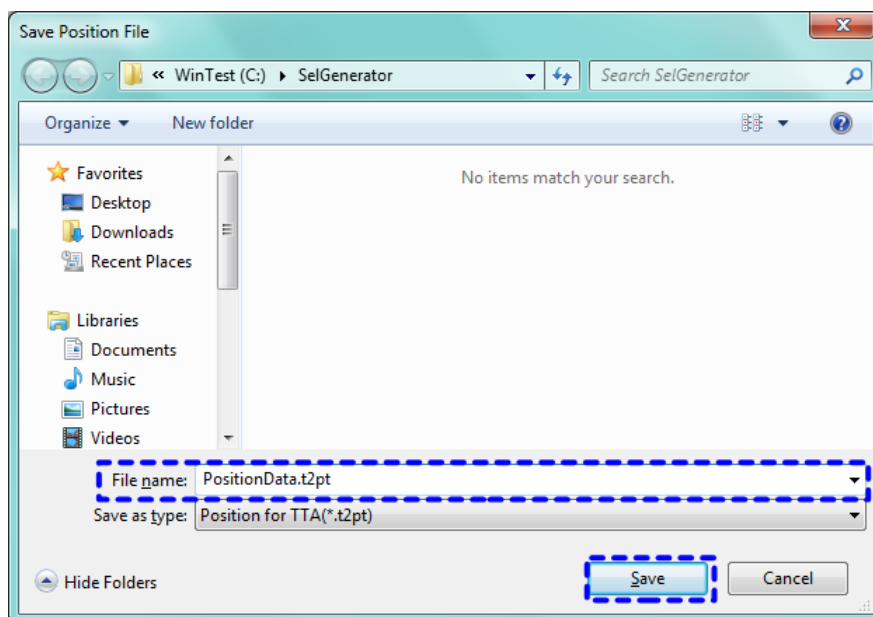 Save Position File
« WinTest (C:) ▸ SelGenerator
Search SelGenerator
Organize
New folder
Favorites
Desktop
Downloads
Recent Places
Libraries
Documents
Music
Pictures
Videos
No items match your search.
File name: PositionData.t2pt
Save as type: Position for TTA(*.t2pt)
Hide Folders
Save
Cancel